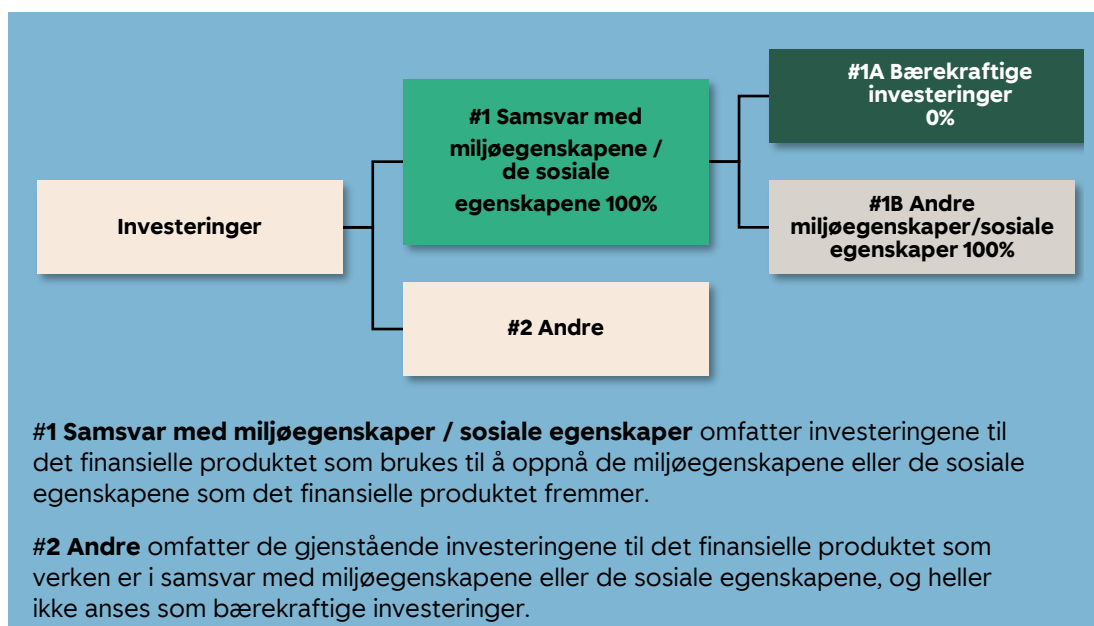 Investeringer
#1 Samsvar med
miljøegenskapene /
de sosiale
egenskapene 100%
#2 Andre
#1A Bærekraftige
investeringer
0%
#1B Andre
miljøegenskaper/sosiale
egenskaper 100%
#1 Samsvar med miljøegenskaper / sosiale egenskaper omfatter investeringene til
det finansielle produktet som brukes til å oppnå de miljøegenskapene eller de sosiale
egenskapene som det finansielle produktet fremmer.
#2 Andre omfatter de gjenstående investeringene til det finansielle produktet som
verken er i samsvar med miljøegenskapene eller de sosiale egenskapene, og heller
ikke anses som bærekraftige investeringer.